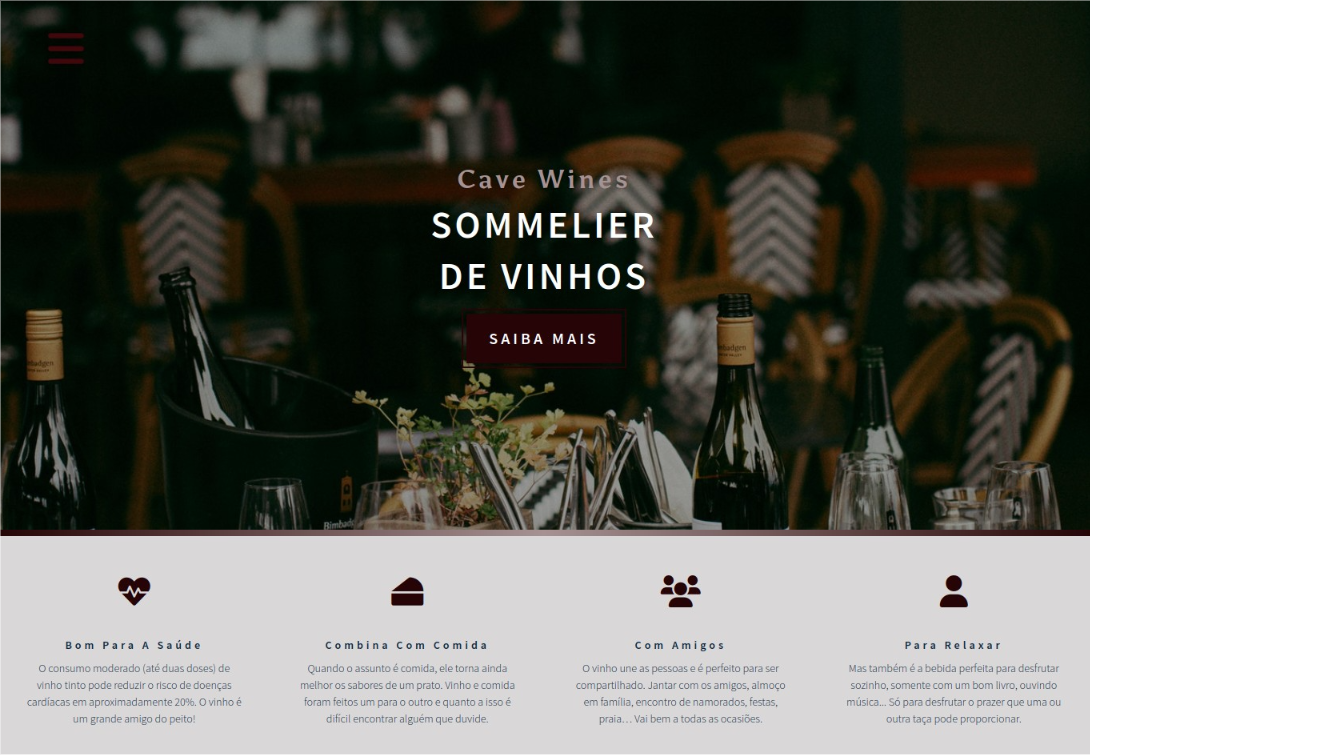 Cave Wines
SOMMELIER
DE VINHOS
SAIBA MAIS
Bimbadgen
Bom Para A Saúde
O consumo moderado (até duas doses) de
vinho tinto pode reduzir o risco de doenças
cardíacas em aproximadamente 20%. O vinho é
um grande amigo do peito!
Combina Com Comida
Quando o assunto é comida, ele torna ainda
melhor os sabores de um prato. Vinho e comida
foram feitos um para o outro e quanto a isso é
difícil encontrar alguém que duvide.
Com Amigos
O vinho une as pessoas e é perfeito para ser
compartilhado. Jantar com os amigos, almoço
em família, encontro de namorados, festas,
praia… Vai bem a todas as ocasiões.
Para Relaxar
Mas também é a bebida perfeita para desfrutar
sozinho, somente com um bom livro, ouvindo
música... Só para desfrutar o prazer que uma ou
outra taça pode proporcionar.